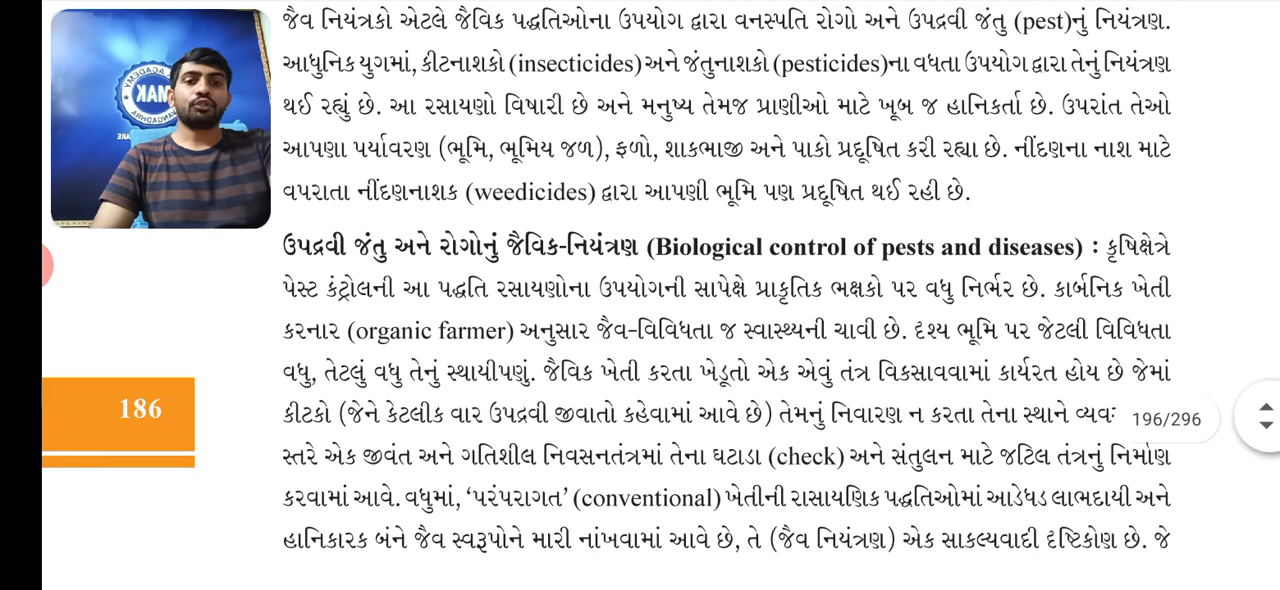 જૈવ નિયંત્રકો એટલે જૈવિક પદ્ધતિઓના ઉપયોગ દ્વારા વનસ્પતિ રોગો અને ઉપદ્રવી જંતુ (pest)નું નિયંત્રણ.
આધુનિક યુગમાં, કીટનાશકો (insecticides) અને જંતુનાશકો (pesticides)ના વધતા ઉપયોગ દ્વારા તેનું નિયંત્રણ
થઈ રહ્યું છે. આ રસાયણો વિષારી છે અને મનુષ્ય તેમજ પ્રાણીઓ માટે ખૂબ જ હાનિકર્તા છે. ઉપરાંત તેઓ
આપણા પર્યાવરણ (ભૂમિ, ભૂમિય જળ), ફળો, શાકભાજી અને પાકો પ્રદૂષિત કરી રહ્યા છે. નીંદણના નાશ માટે
વપરાતા નીંદણનાશક (weedicides) દ્વારા આપણી ભૂમિ પણ પ્રદૂષિત થઈ રહી છે.
ઉપદ્રવી જંતુ અને રોગોનું જૈવિક-નિયંત્રણ (Biological control of pests and diseases) : કૃષિક્ષેત્રે
પેસ્ટ કંટ્રોલની આ પદ્ધતિ રસાયણોના ઉપયોગની સાપેક્ષે પ્રાકૃતિક ભક્ષકો પર વધુ નિર્ભર છે. કાર્બનિક ખેતી
કરનાર (organic farmer) અનુસાર જૈવ-વિવિધતા જ સ્વાસ્થ્યની ચાવી છે. દૃશ્ય ભૂમિ પર જેટલી વિવિધતા
વધુ, તેટલું વધુ તેનું સ્થાયીપણું. જૈવિક ખેતી કરતા ખેડૂતો એક એવું તંત્ર વિકસાવવામાં કાર્યરત હોય છે જેમાં
કીટકો (જેને કેટલીક વાર ઉપદ્રવી જીવાતો કહેવામાં આવે છે) તેમનું નિવારણ ન કરતા તેના સ્થાને
સ્તરે એક જીવંત અને ગતિશીલ નિવસનતંત્રમાં તેના ઘટાડા (check) અને સંતુલન માટે જટિલ તંત્રનું નિર્માણ
કરવામાં આવે. વધુમાં, ‘પરંપરાગત’ (conventional) ખેતીની રાસાયણિક પદ્ધતિઓમાં આડેધડ લાભદાયી અને
હાનિકારક બંને જૈવ સ્વરૂપોને મારી નાંખવામાં આવે છે, તે (જૈવ નિયંત્રણ) એક સાકલ્યવાદી દૃષ્ટિકોણ છે. જે
186
196/296